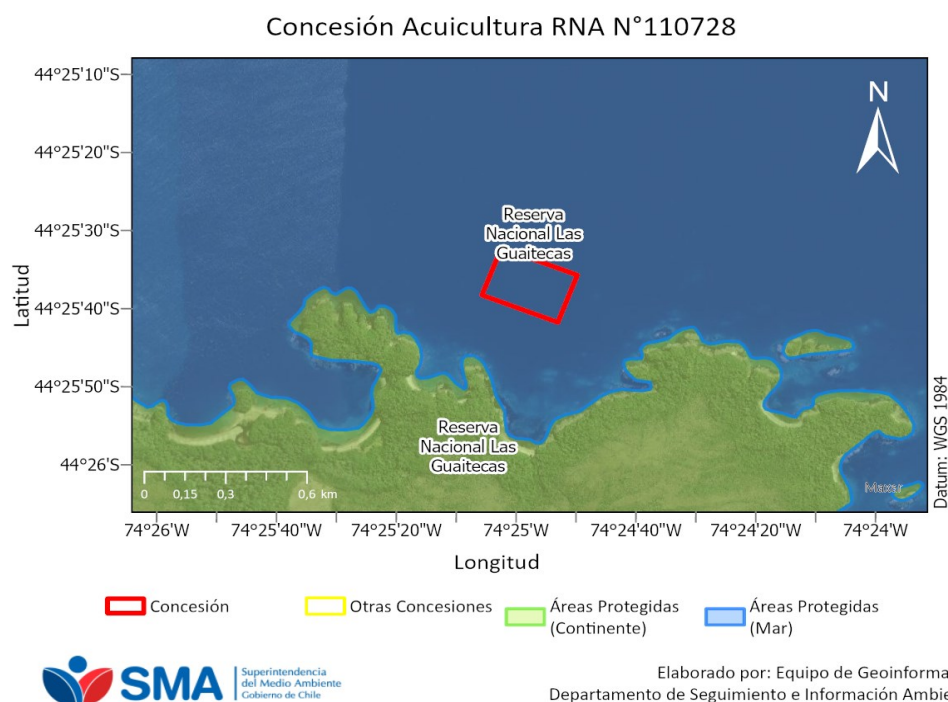 Concesión Acuicultura RNA N°110728
44°25'10"S
44°25'20"S
44°25'30"S
44°25'40"S
44°25'50"S
44°26'S
Latitud
N
Reserva
Nacional Las
Guaitecas
Reserva
Nacional Las
Guaitecas
0 0,15 0,3 0,6 km
Maxar
Datum: WGS 1984
74°26'W 74°25'40"W 74°25'20"W 74°25'W 74°24'40"W 74°24'20"W 74°24'W
Longitud
Concesión
Otras Concesiones
Áreas Protegidas
(Continente)
Áreas Protegidas
(Mar)
SMA
Superintendencia
del Medio Ambiente
Gobierno de Chile
Elaborado por: Equipo de Geoinforma
Departamento de Seguimiento e Información Ambie